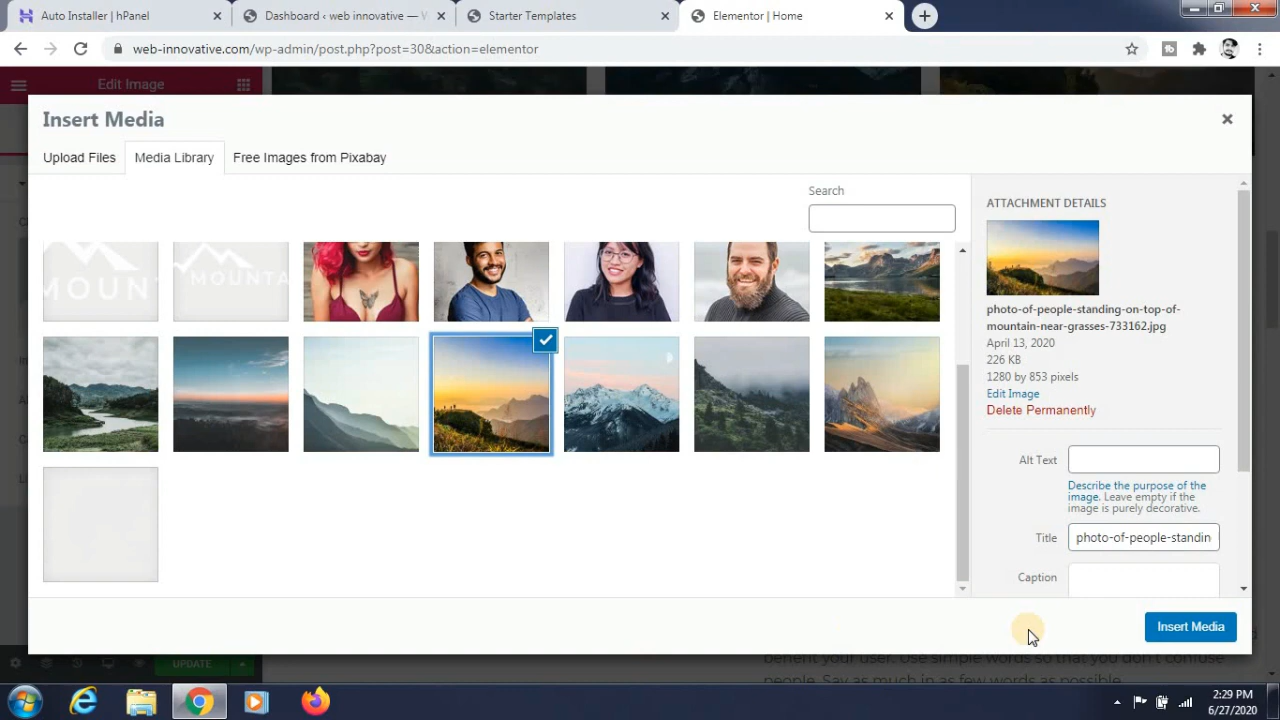 Auto Installer | hPanel
Dashboard ‹ web innovative —
Starter Templates
Elementor | Home
web-innovative.com/wp-admin/post.php?post=30&action=elementor
Edit Image
Insert Media
Upload Files
Media Library
Free Images from Pixabay
Search
ATTACHMENT DETAILS
photo-of-people-standing-on-top-of-
mountain-near-grasses-733162.jpg
April 13, 2020
226 KB
1280 by 853 pixels
Edit Image
Delete Permanently
Alt Text
Describe the purpose of the
image. Leave empty if the
image is purely decorative.
Title
photo-of-people-standin
Caption
Insert Media
UPDATE
benefit your user. Use simple words so that you don't confuse
people. Say as much in as few words as possible.
2:29 PM
6/27/2020